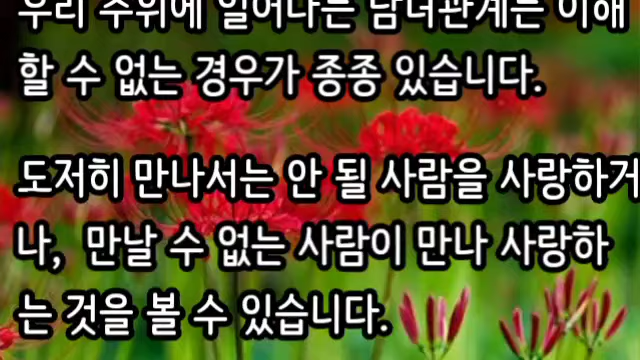 우리 주위에 일어나는 남녀관계는 이해
할 수 없는 경우가 종종 있습니다.
도저히 만나서는 안 될 사람을 사랑하거
나, 만날 수 없는 사람이 만나 사랑하
는 것을 볼 수 있습니다.